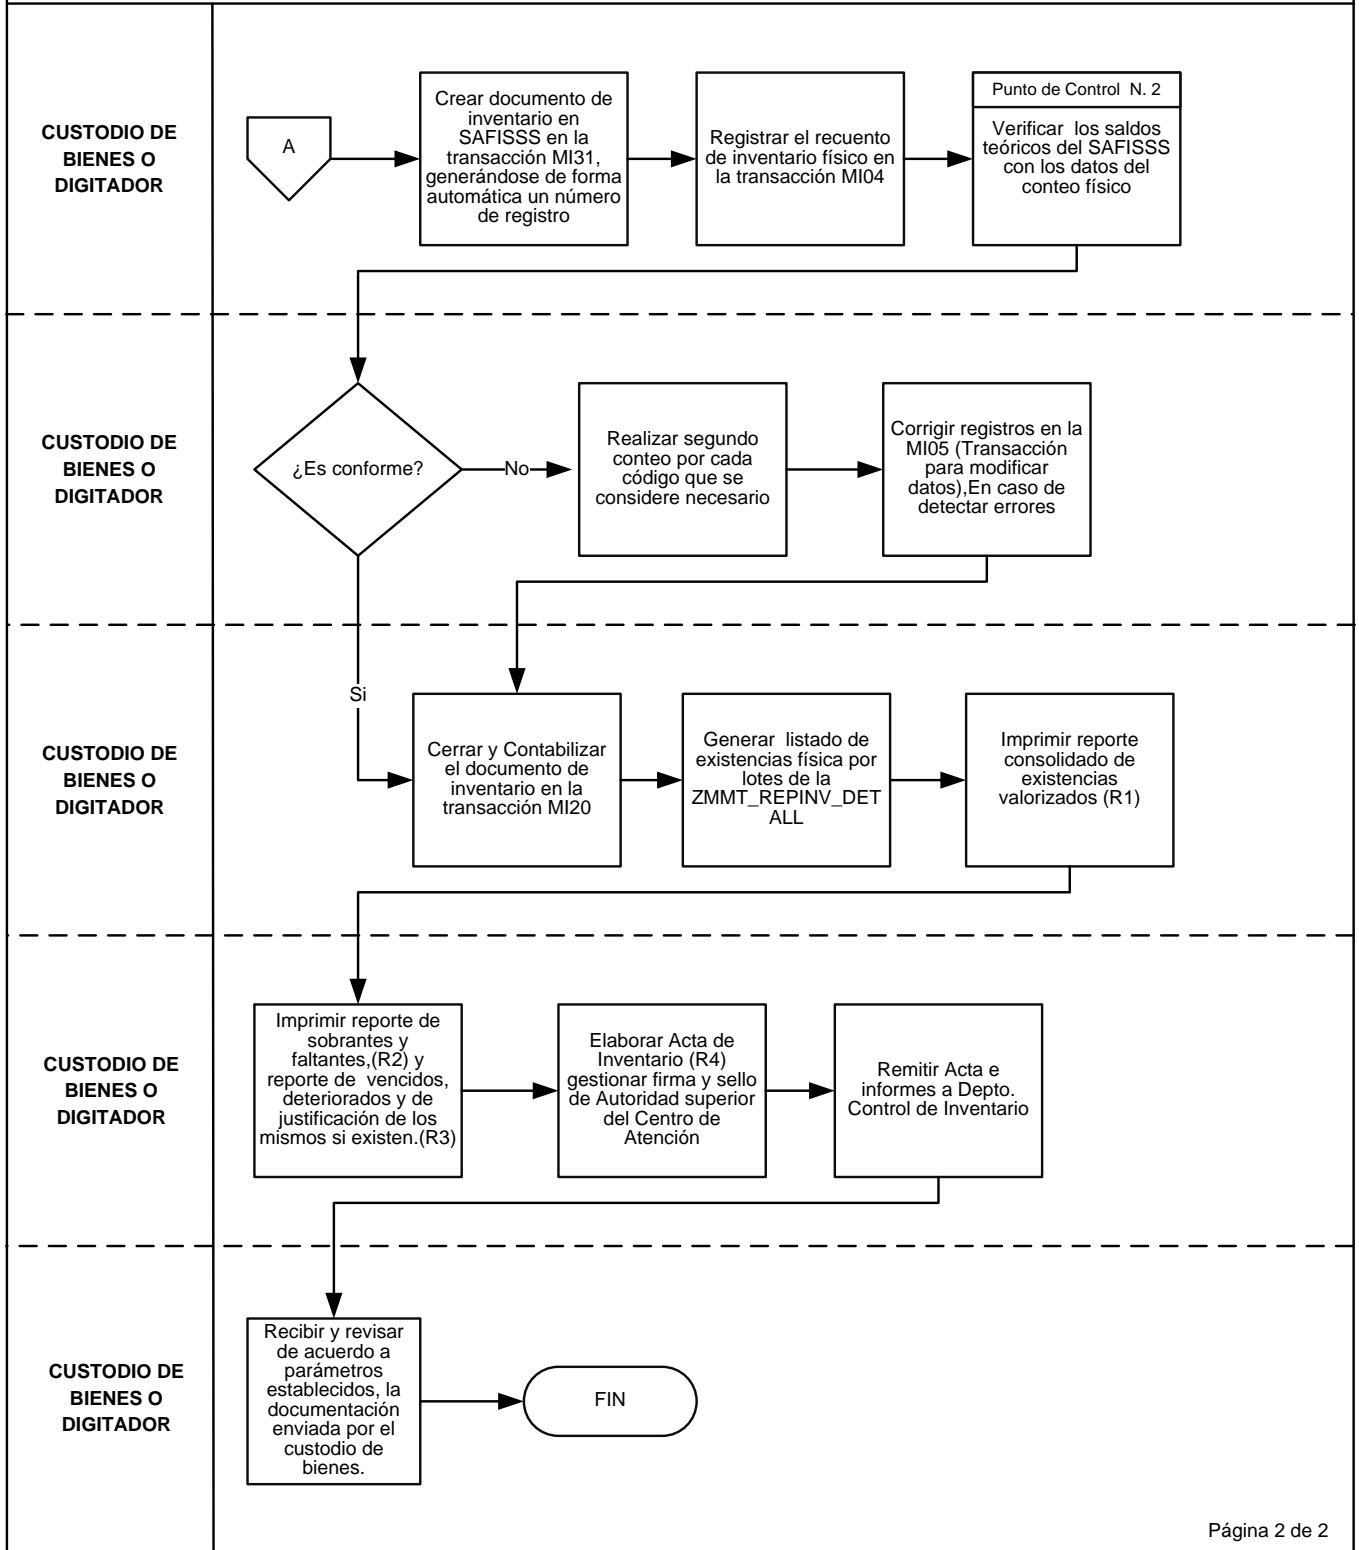 CUSTODIO DE
BIENES O
DIGITADOR
A
Crear documento de
inventario en
SAFISSS en la
transacción MI31,
generándose de forma
automática un número
de registro
Registrar el recuento
de inventario físico en
la transacción MI04
Punto de Control N. 2
Verificar los saldos
teóricos del SAFISSS
con los datos del
conteo físico
CUSTODIO DE
BIENES O
DIGITADOR
¿Es conforme?
No
Realizar segundo
conteo por cada
código que se
considere necesario
Corrigir registros en la
MI05 (Transacción
para modificar
datos),En caso de
detectar errores
Si
CUSTODIO DE
BIENES O
DIGITADOR
Cerrar y Contabilizar
el documento de
inventario en la
transacción MI20
Generar listado de
existencias física por
lotes de la
ZMMT_REPINV_DET
ALL
Imprimir reporte
consolidado de
existencias
valorizados (R1)
CUSTODIO DE
BIENES O
DIGITADOR
Imprimir reporte de
sobrantes y
faltantes,(R2) y
reporte de vencidos,
deteriorados y de
justificación de los
mismos si existen.(R3)
Elaborar Acta de
Inventario (R4)
gestionar firma y sello
de Autoridad superior
del Centro de
Atención
Remitir Acta e
informes a Depto.
Control de Inventario
CUSTODIO DE
BIENES O
DIGITADOR
Recibir y revisar
de acuerdo a
parámetros
establecidos, la
documentación
enviada por el
custodio de
bienes.
FIN
Página 2 de 2